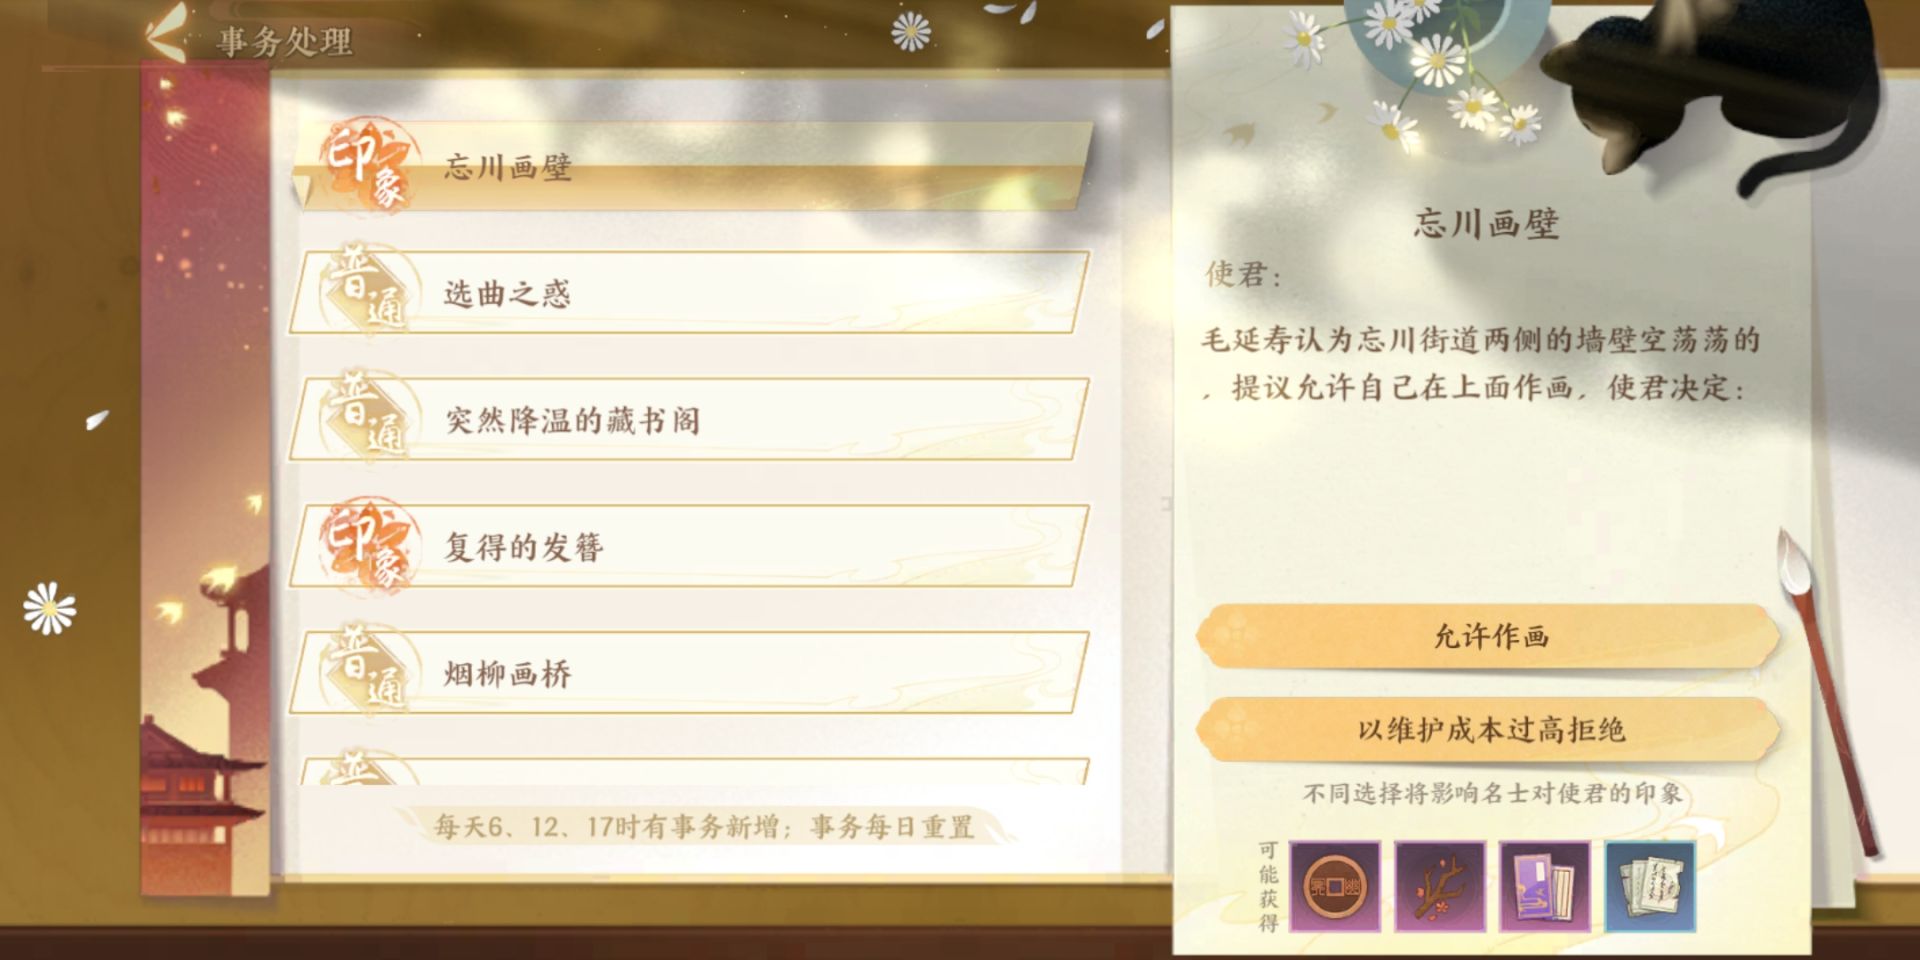 事务处理
印象
忘川画壁
普通
选曲之惑
普通
突然降温的藏书阁
印象
复得的发簪
普通
烟柳画桥
普
每天6、12、17时有事务新增；事务每日重置
忘川画壁
使君：
毛延寿认为忘川街道两侧的墙壁空荡荡的
，提议允许自己在上面作画，使君决定：
允许作画
以维护成本过高拒绝
不同选择将影响名士对使君的印象
可能获得